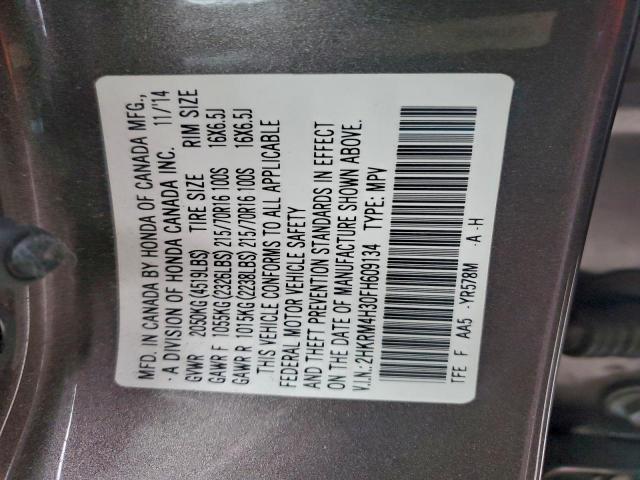 MFD. IN CANADA BY HONDA OF CANADA MFG.,
- A DIVISION OF HONDA CANADA INC. 11/14
GVWR 2050KG(4519LBS) TIRE SIZE RIM SIZE
GAWR F 1055KG(2326LBS) 215/70R16 100S 16X6.5J
GAWR R 1015KG(2238LBS) 215/70R16 100S 16X6.5J
THIS VEHICLE CONFORMS TO ALL APPLICABLE
FEDERAL MOTOR VEHICLE SAFETY
AND THEFT PREVENTION STANDARDS IN EFFECT
ON THE DATE OF MANUFACTURE SHOWN ABOVE.
V.I.N.:2HKRM4H30FH609134 TYPE: MPV
TFE F AA5 -YR578M -A -H